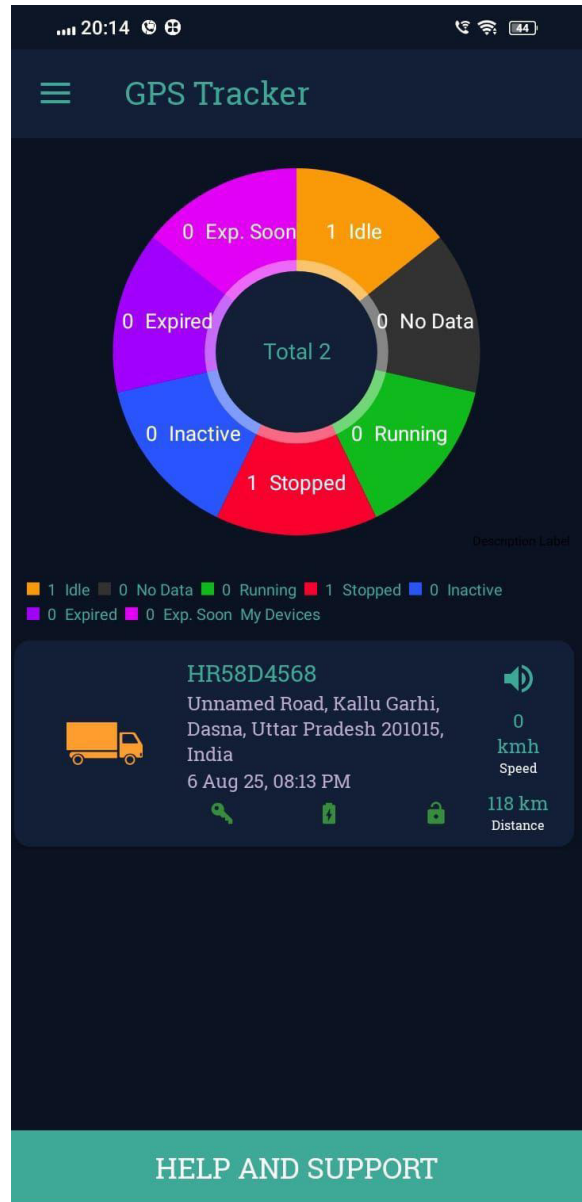 20:14
44
GPS Tracker
0 Exp. Soon
1 Idle
0 Expired
0 No Data
Total 2
0 Inactive
0 Running
1 Stopped
Description Label
1 Idle 0 No Data 0 Running 1 Stopped 0 Inactive
0 Expired 0 Exp. Soon My Devices
HR58D4568
Unnamed Road, Kallu Garhi,
Dasna, Uttar Pradesh 201015,
India
6 Aug 25, 08:13 PM
0
kmh
Speed
118 km
Distance
HELP AND SUPPORT